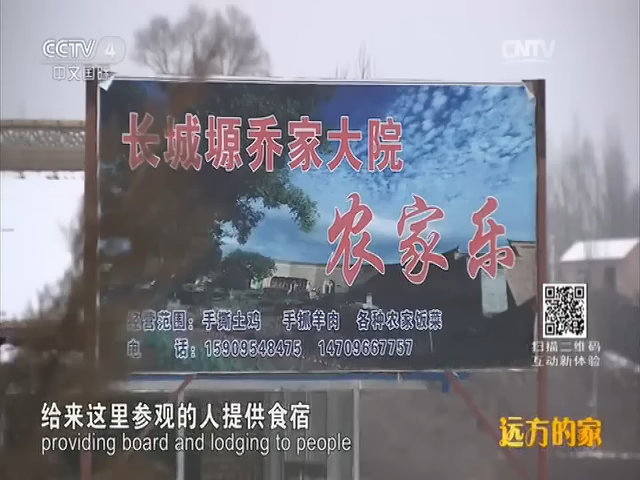 CCTV 4
中文国际
CNTV
长城塬乔家大院
农家乐
经营范围：手撕土鸡 手抓羊肉 各种农家饭菜
电 话：15909548475 14709667757
扫描二维码
互动新体验
给来这里参观的人提供食宿
providing board and lodging to people
远方的家